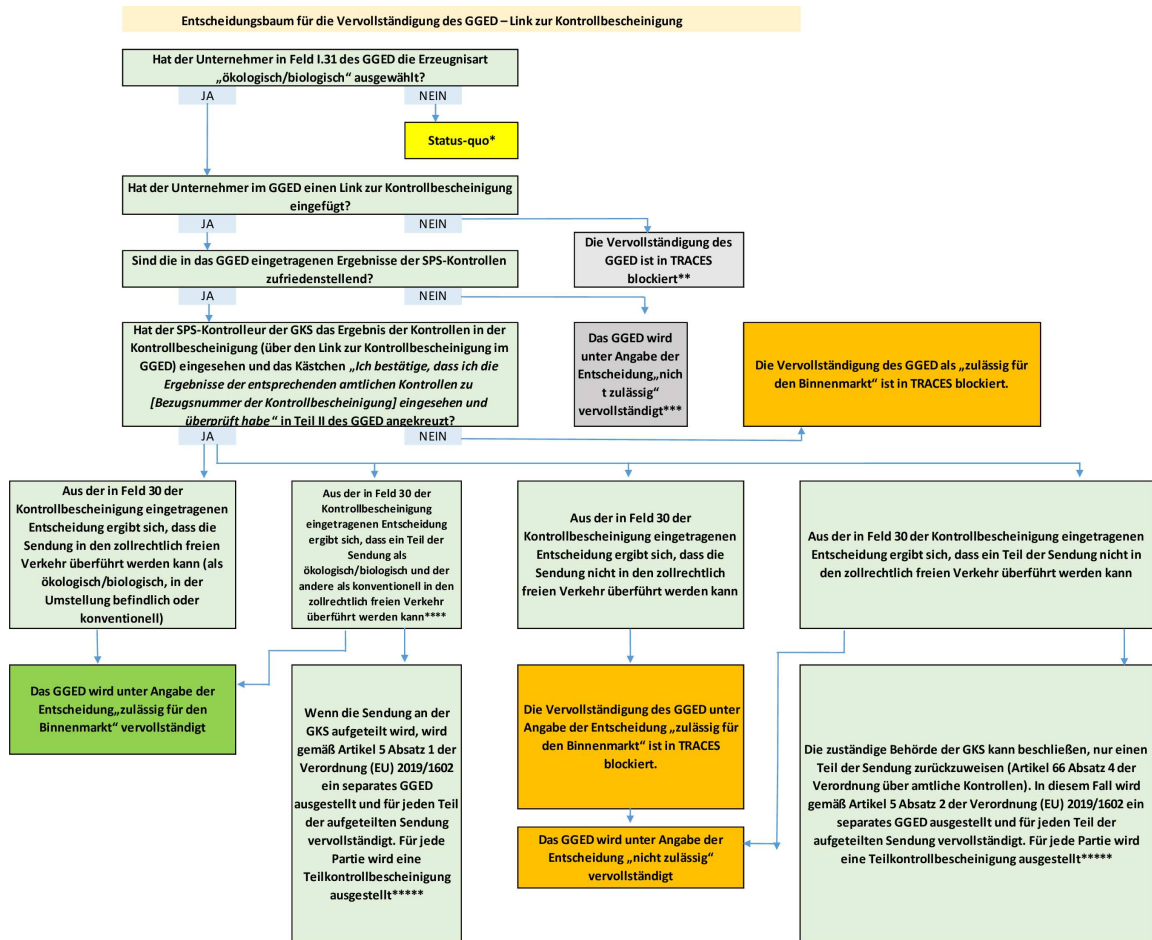 Entscheidungsbaum für die Vervollständigung des GGED – Link zur Kontrollbescheinigung
Hat der Unternehmer in Feld I.31 des GGED die Erzeugnisart
„ökologisch/biologisch“ ausgewählt?
JA
NEIN
Status-quo*
Hat der Unternehmer im GGED einen Link zur Kontrollbescheinigung
eingefügt?
JA
NEIN
Die Vervollständigung des
GGED ist in TRACES
blockiert**
Sind die in das GGED eingetragenen Ergebnisse der SPS-Kontrollen
zufriedenstellend?
JA
NEIN
Hat der SPS-Kontrolleur der GKS das Ergebnis der Kontrollen in der
Kontrollbescheinigung (über den Link zur Kontrollbescheinigung im
GGED) eingesehen und das Kästchen „Ich bestätige, dass ich die
Ergebnisse der entsprechenden amtlichen Kontrollen zu
[Bezugsnummer der Kontrollbescheinigung] eingesehen und
überprüft habe“ in Teil II des GGED angekreuzt?
JA
NEIN
Das GGED wird
unter Angabe der
Entscheidung„nich
t zulässig“
vervollständigt***
Die Vervollständigung des GGED als „zulässig für
den Binnenmarkt“ ist in TRACES blockiert.
Aus der in Feld 30 der
Kontrollbescheinigung eingetragenen
Entscheidung ergibt sich, dass die
Sendung in den zollrechtlich freien
Verkehr überführt werden kann (als
ökologisch/biologisch, in der
Umstellung befindlich oder
konventionell)
Aus der in Feld 30 der
Kontrollbescheinigung
eingetragenen Entscheidung
ergibt sich, dass ein Teil der
Sendung als
ökologisch/biologisch und der
andere als konventionell in den
zollrechtlich freien Verkehr
überführt werden kann****
Aus der in Feld 30 der
Kontrollbescheinigung eingetragenen
Entscheidung ergibt sich, dass die
Sendung nicht in den zollrechtlich
freien Verkehr überführt werden kann
Aus der in Feld 30 der Kontrollbescheinigung eingetragenen
Entscheidung ergibt sich, dass ein Teil der Sendung nicht in
den zollrechtlich freien Verkehr überführt werden kann
Das GGED wird unter Angabe der
Entscheidung„zulässig für den
Binnenmarkt“ vervollständigt
Wenn die Sendung an der
GKS aufgeteilt wird, wird
gemäß Artikel 5 Absatz 1 der
Verordnung (EU) 2019/1602
ein separates GGED
ausgestellt und für jeden Teil
der aufgeteilten Sendung
vervollständigt. Für jede
Partie wird eine
Teilkontrollbescheinigung
ausgestellt*****
Die Vervollständigung des GGED unter
Angabe der Entscheidung „zulässig für
den Binnenmarkt“ ist in TRACES
blockiert.
Das GGED wird unter Angabe der
Entscheidung „nicht zulässig“
vervollständigt
Die zuständige Behörde der GKS kann beschließen, nur einen
Teil der Sendung zurückzuweisen (Artikel 66 Absatz 4 der
Verordnung über amtliche Kontrollen). In diesem Fall wird
gemäß Artikel 5 Absatz 2 der Verordnung (EU) 2019/1602 ein
separates GGED ausgestellt und für jeden Teil der
aufgeteilten Sendung vervollständigt. Für jede Partie wird
eine Teilkontrollbescheinigung ausgestellt*****